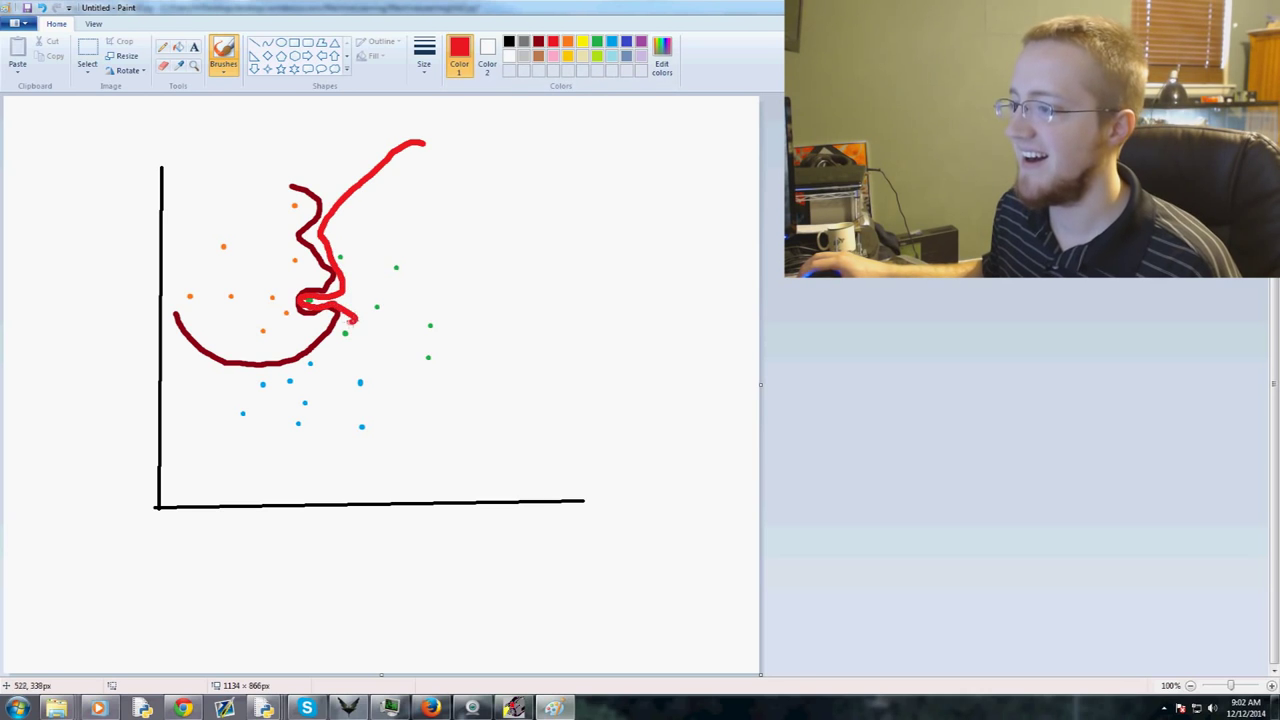 Untitled - Paint
Home
View
Paste
Cut
Copy
Clipboard
Select
Crop
Resize
Rotate
Image
Tools
Brushes
Shapes
Outline
Fill
Size
Color 1
Color 2
Edit colors
Colors
522, 338px
1134 × 866px
100%
9:02 AM
12/12/2014